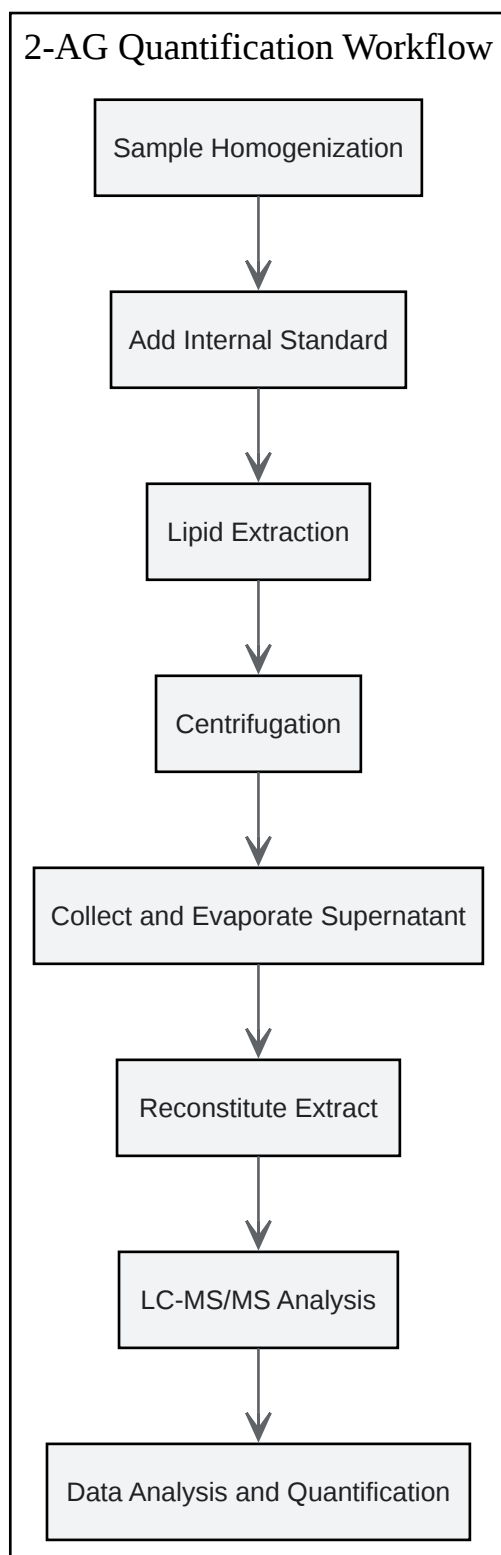 2-AG Quantification Workflow
Sample Homogenization
Add Internal Standard
Lipid Extraction
Centrifugation
Collect and Evaporate Supernatant
Reconstitute Extract
LC-MS/MS Analysis
Data Analysis and Quantification